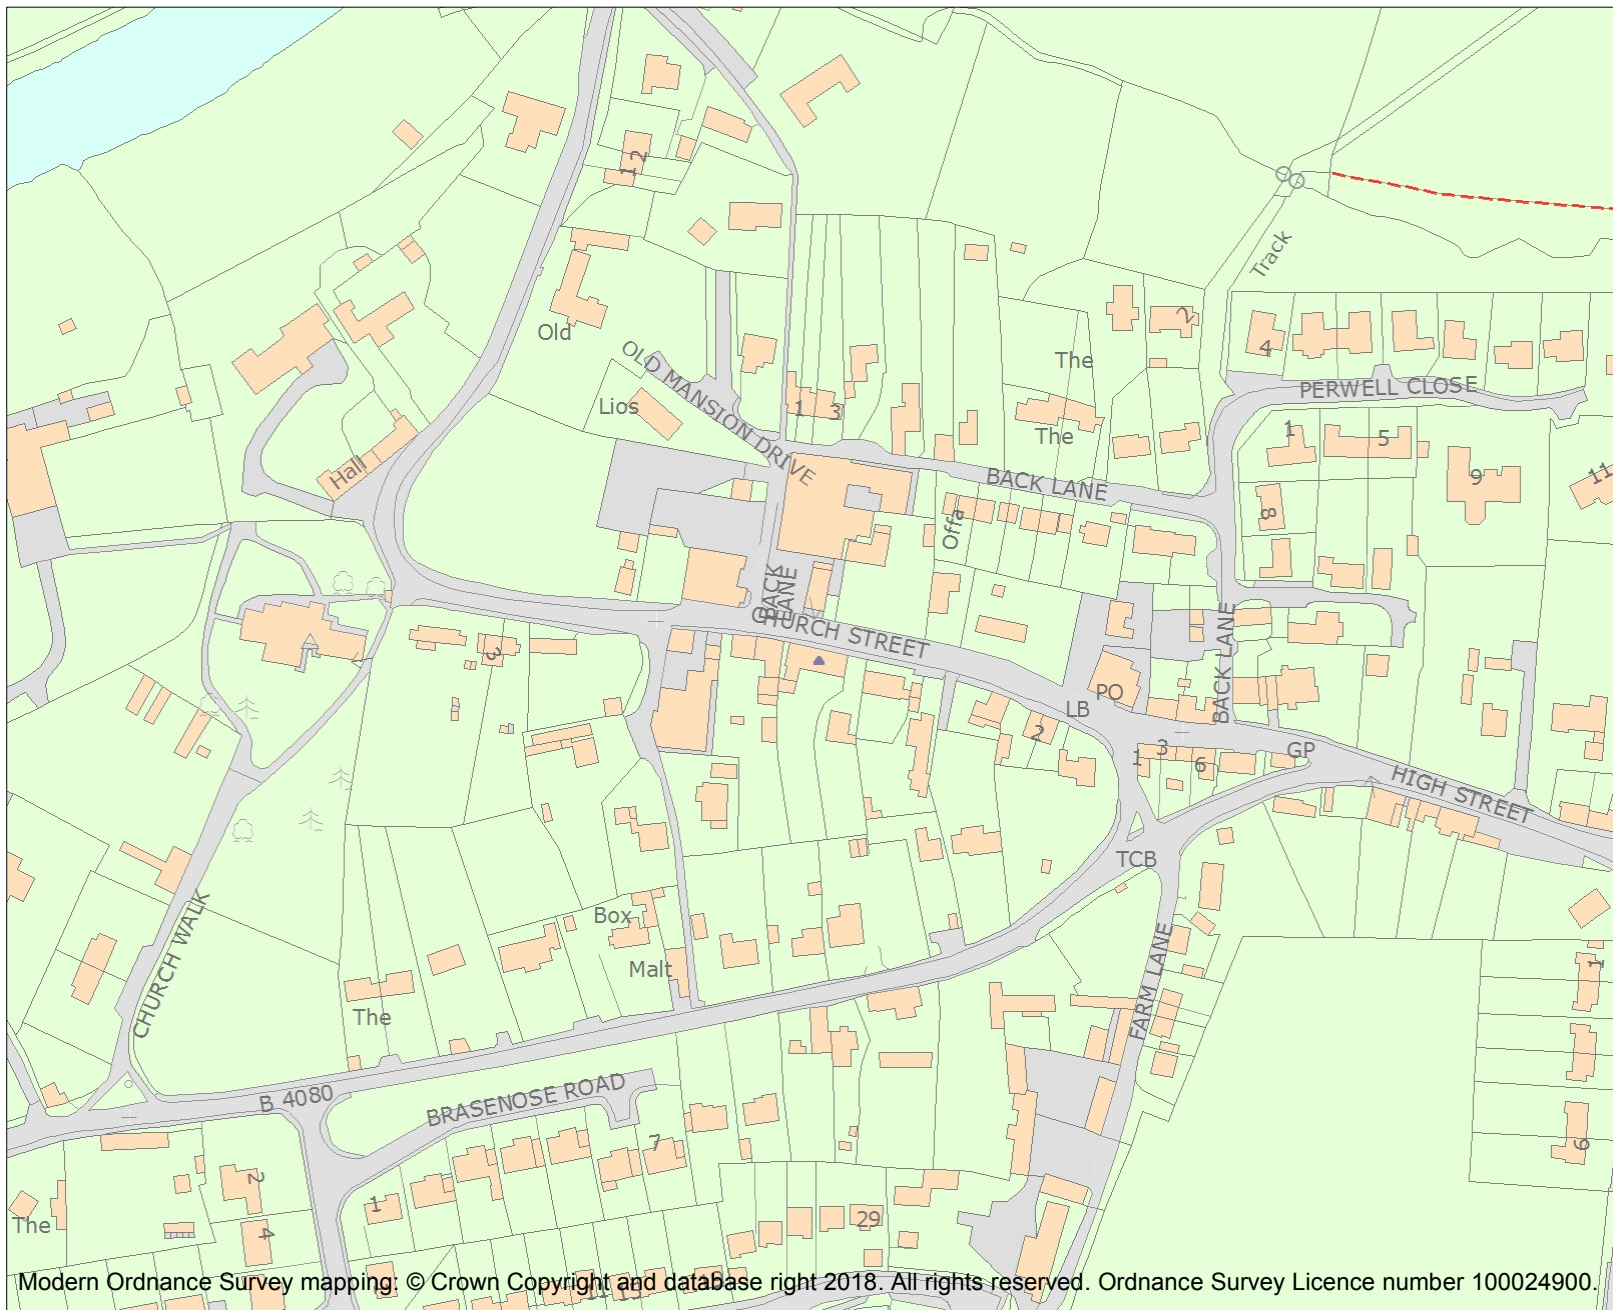 12
Track
Old
2
The
4
OLD MANSION DRIVE
PERWELL CLOSE
Lios
1
3
The
1
5
Hall
BACK LANE
9
11
8
Offa
BACK
LANE
CHURCH STREET
3
BACK LANE
PO
LB
2
1
3
6
GP
HIGH STREET
TCB
CHURCH WALK
Box
Malt
The
FARM LANE
1
B 4080
BRASENOSE ROAD
7
6
2
1
The
4
29
11
15
19
Modern Ordnance Survey mapping: © Crown Copyright and database right 2018. All rights reserved. Ordnance Survey Licence number 100024900.